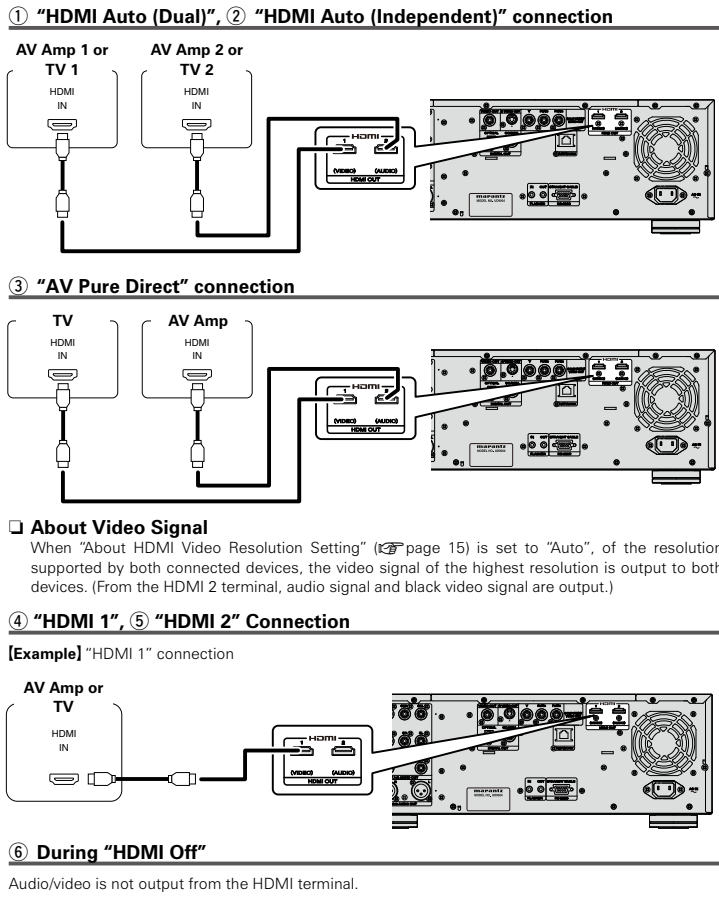 ① “HDMI Auto (Dual)”, ② “HDMI Auto (Independent)” connection
AV Amp 1 or
TV 1
HDMI
IN
AV Amp 2 or
TV 2
HDMI
IN
HDMI
1 2
(VIDEO) (AUDIO)
HDMI OUT
marantz
③ “AV Pure Direct” connection
TV
HDMI
IN
AV Amp
HDMI
IN
HDMI
1 2
(VIDEO) (AUDIO)
HDMI OUT
marantz
❏ About Video Signal
When “About HDMI Video Resolution Setting” (☞page 15) is set to “Auto”, of the resolution
supported by both connected devices, the video signal of the highest resolution is output to both
devices. (From the HDMI 2 terminal, audio signal and black video signal are output.)
④ “HDMI 1”, ⑤ “HDMI 2” Connection
【Example】 “HDMI 1” connection
AV Amp or
TV
HDMI
IN
HDMI
1 2
(VIDEO) (AUDIO)
HDMI OUT
marantz
⑥ During “HDMI Off”
Audio/video is not output from the HDMI terminal.